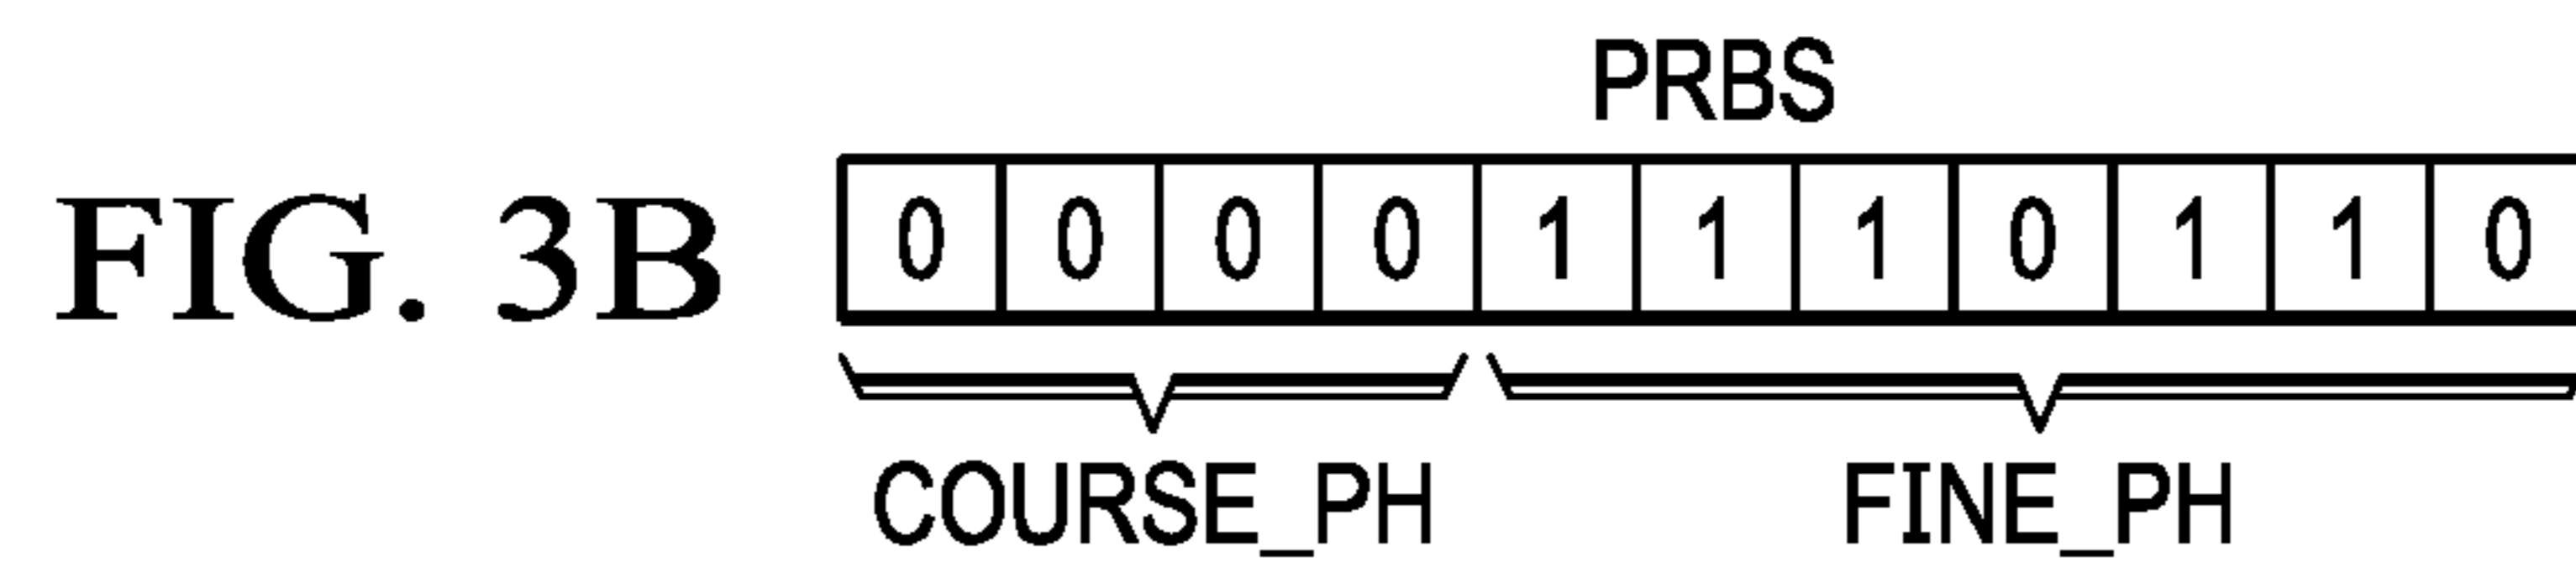 PRBS
FIG. 3B 0 0 0 0 1 1 1 0 1 1 0
COURSE_PH FINE_PH